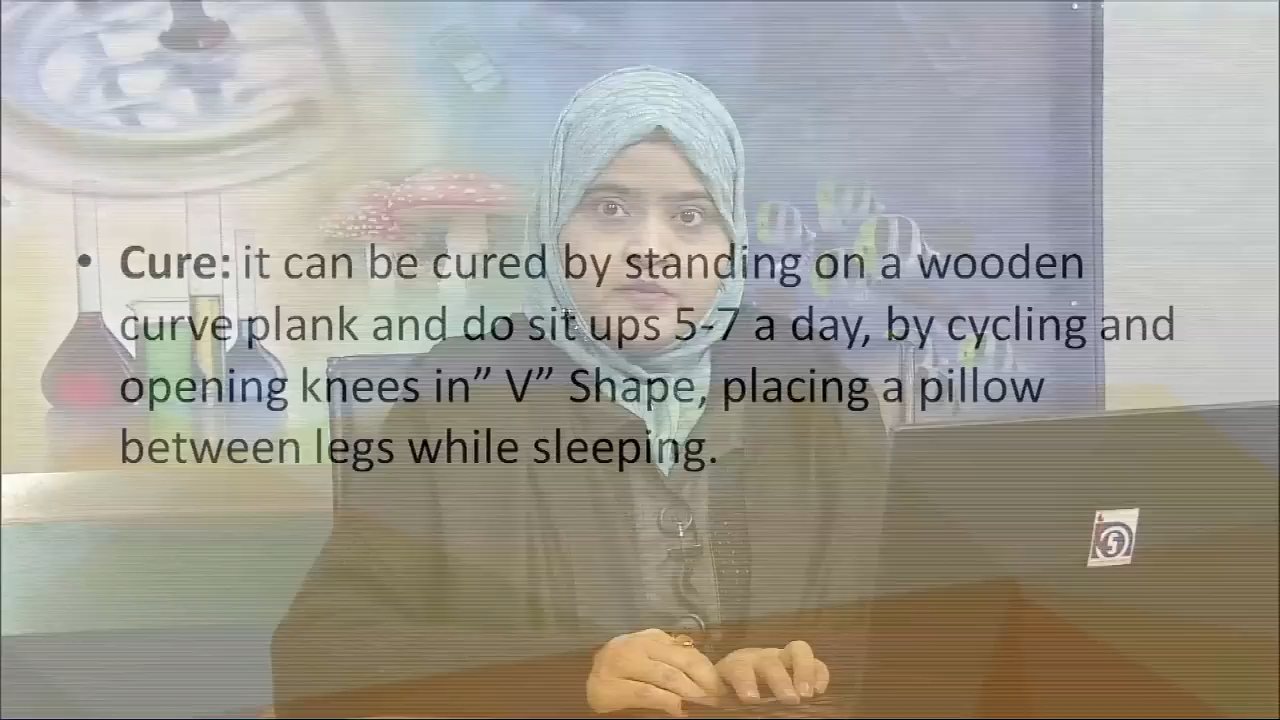 • Cure: it can be cured by standing on a wooden
curve plank and do sit ups 5-7 a day, by cycling and
opening knees in” V” Shape, placing a pillow
between legs while sleeping.